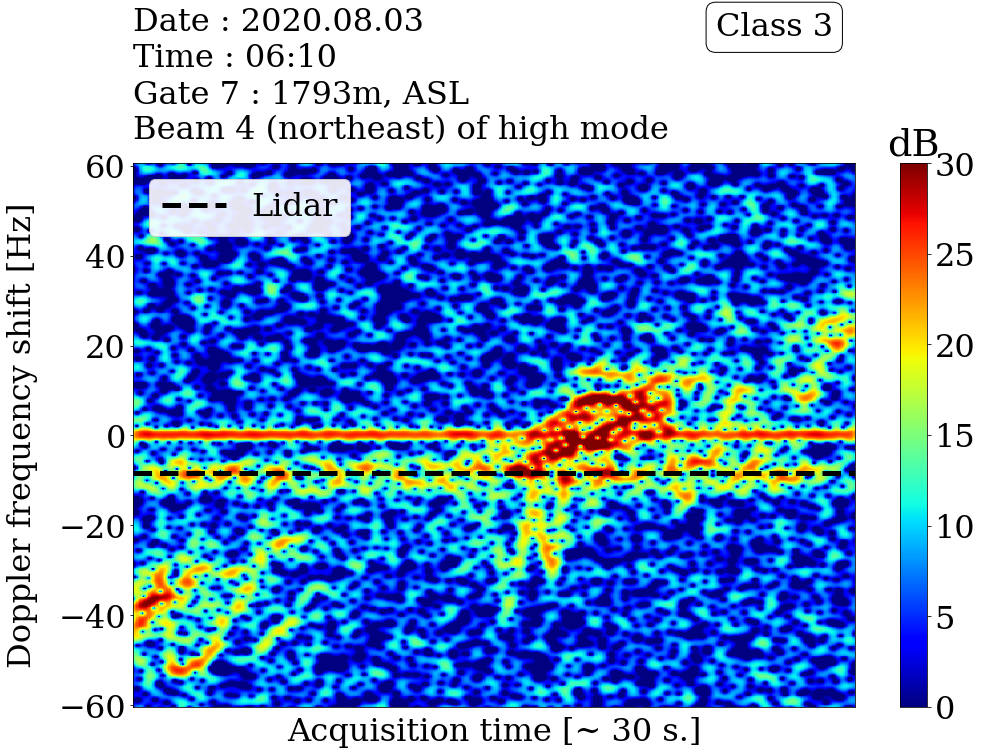 Date : 2020.08.03
Time : 06:10
Gate 7 : 1793m, ASL
Beam 4 (northeast) of high mode
Class 3
dB
Lidar
Doppler frequency shift [Hz]
60
40
20
0
−20
−40
−60
30
25
20
15
10
5
0
Acquisition time [~ 30 s.]